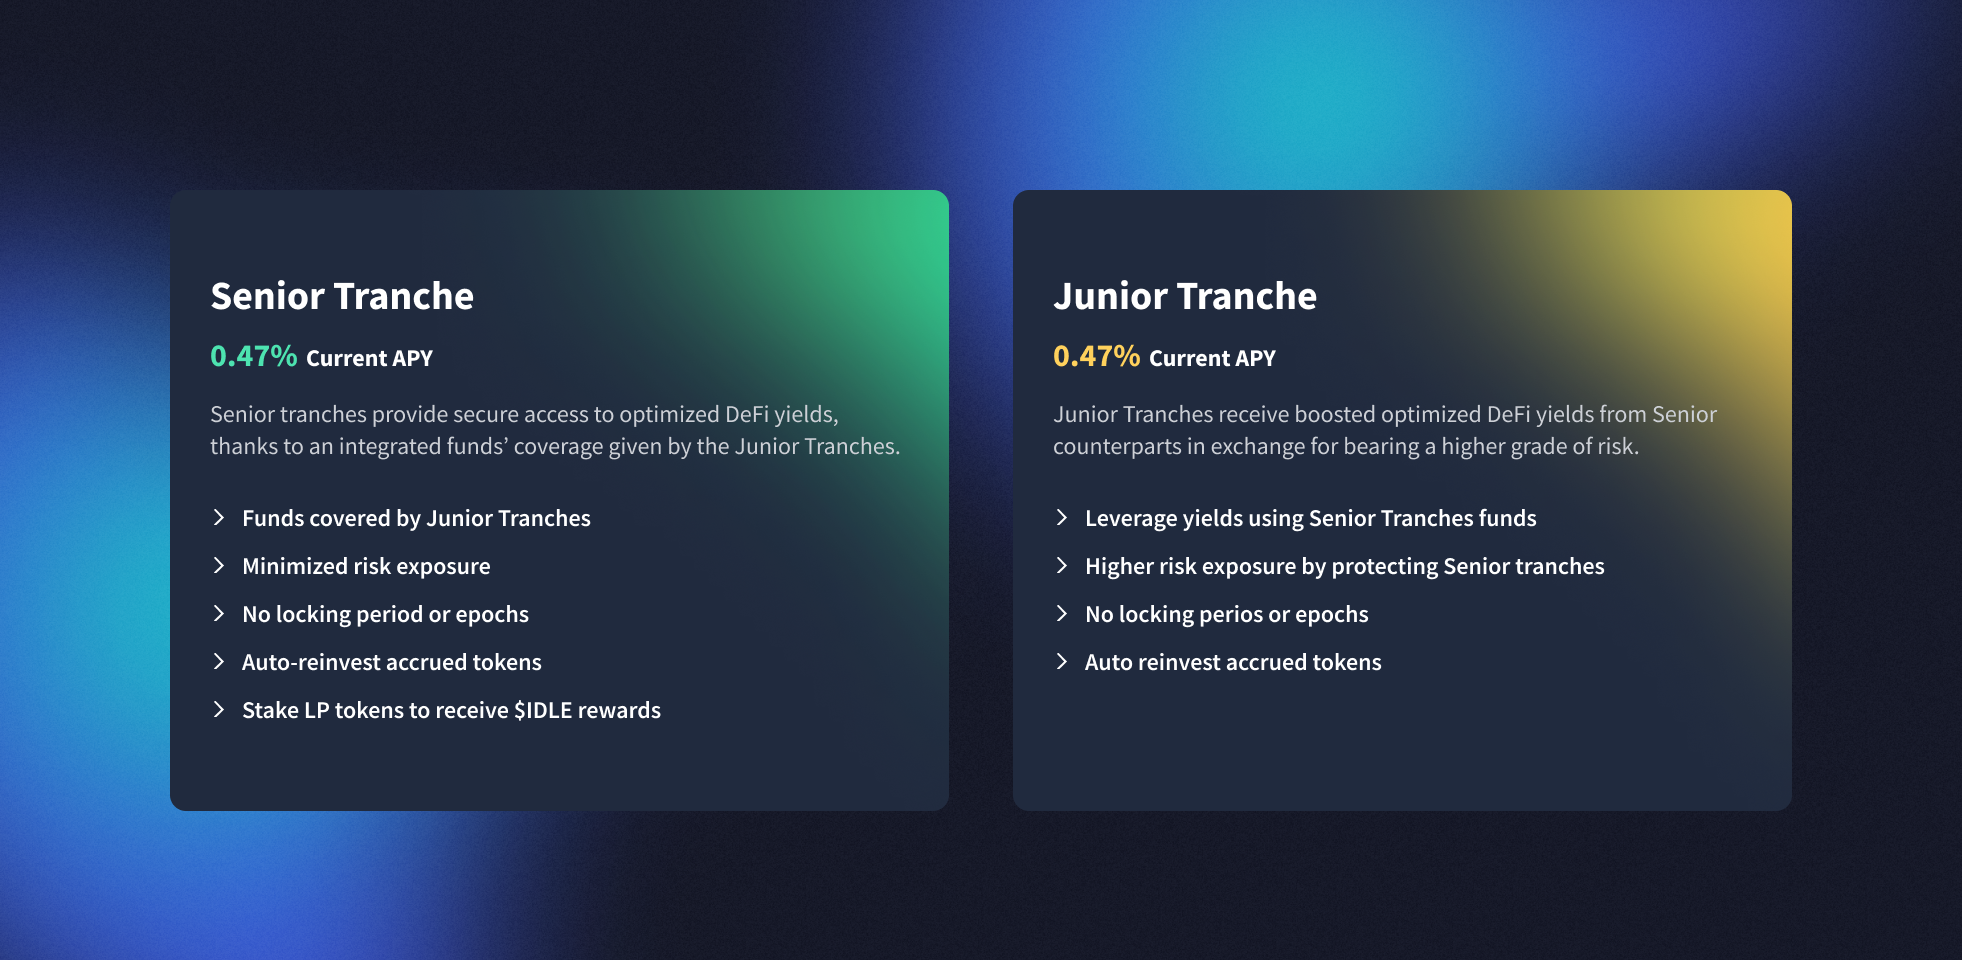 Senior Tranche
0.47% Current APY
Senior tranches provide secure access to optimized DeFi yields,
thanks to an integrated funds’ coverage given by the Junior Tranches.
Funds covered by Junior Tranches
Minimized risk exposure
No locking period or epochs
Auto-reinvest accrued tokens
Stake LP tokens to receive $IDLE rewards
Junior Tranche
0.47% Current APY
Junior Tranches receive boosted optimized DeFi yields from Senior
counterparts in exchange for bearing a higher grade of risk.
Leverage yields using Senior Tranches funds
Higher risk exposure by protecting Senior tranches
No locking perios or epochs
Auto reinvest accrued tokens